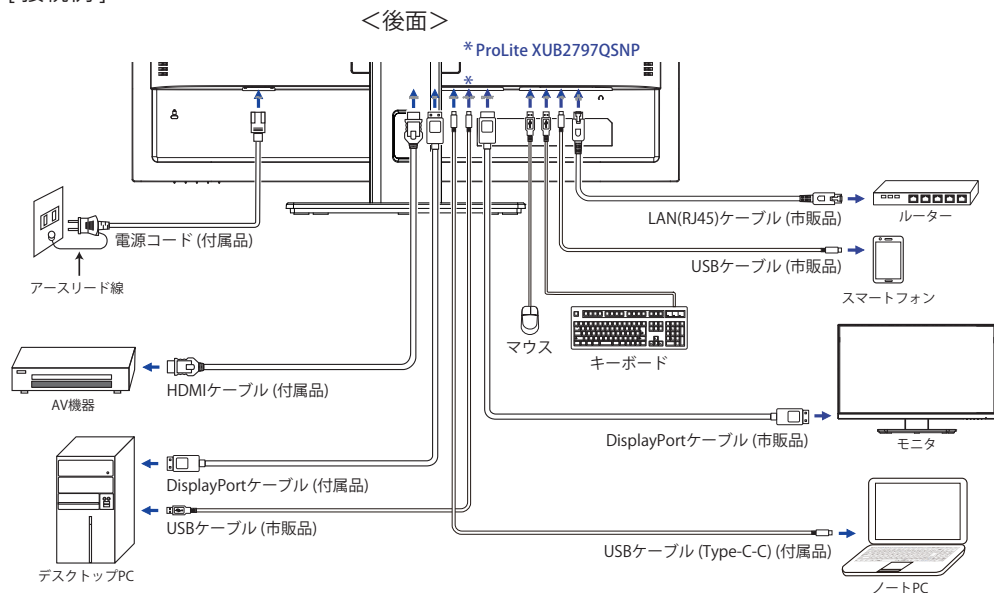 [接続例]
＜後面＞
* ProLite XUB2797QSNP
*
LAN(RJ45)ケーブル (市販品)
ルーター
電源コード (付属品)
USBケーブル (市販品)
アースリード線
スマートフォン
マウス
キーボード
HDMIケーブル (付属品)
AV機器
DisplayPortケーブル (市販品)
モニタ
DisplayPortケーブル (付属品)
USBケーブル (市販品)
USBケーブル (Type-C-C) (付属品)
デスクトップPC
ノートPC